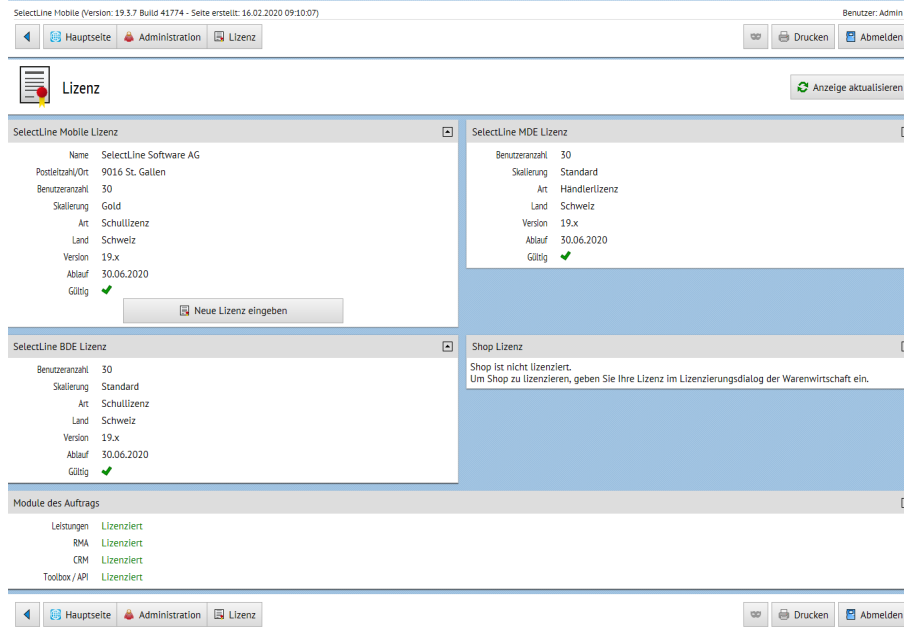 SelectLine Mobile (Version: 19.3.7 Build 41774 - Seite erstellt: 16.02.2020 09:10:07) Benutzer: Admin
Hauptseite Administration Lizenz Drucken Abmelden
Lizenz Anzeige aktualisieren
SelectLine Mobile Lizenz
Name SelectLine Software AG
Postleitzahl/Ort 9016 St. Gallen
Benutzeranzahl 30
Skalierung Gold
Art Schullizenz
Land Schweiz
Version 19.x
Ablauf 30.06.2020
Gültig
Neue Lizenz eingeben
SelectLine MDE Lizenz
Benutzeranzahl 30
Skalierung Standard
Art Händlerlizenz
Land Schweiz
Version 19.x
Ablauf 30.06.2020
Gültig
SelectLine BDE Lizenz
Benutzeranzahl 30
Skalierung Standard
Art Schullizenz
Land Schweiz
Version 19.x
Ablauf 30.06.2020
Gültig
Shop Lizenz
Shop ist nicht lizenziert.
Um Shop zu lizenzieren, geben Sie Ihre Lizenz im Lizenzierungsdialog der Warenwirtschaft ein.
Module des Auftrags
Leistungen Lizenziert
RMA Lizenziert
CRM Lizenziert
Toolbox / API Lizenziert
Hauptseite Administration Lizenz Drucken Abmelden